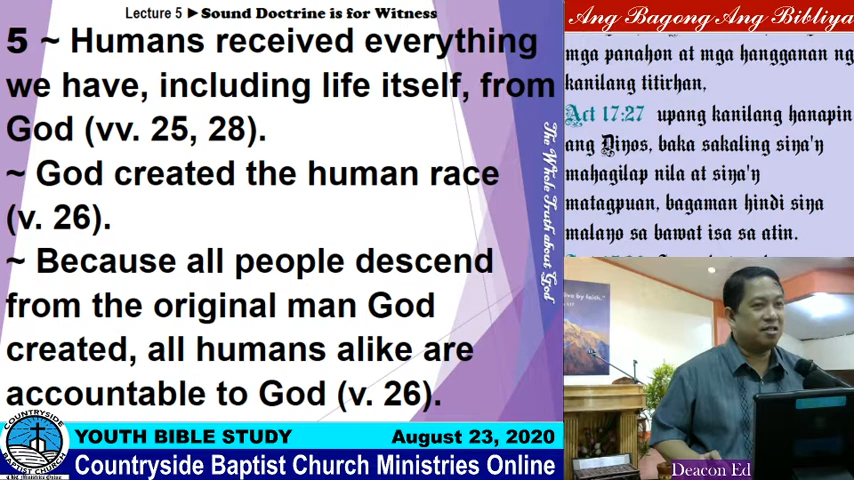 Lecture 5 ►Sound Doctrine is for Witness
5 ~ Humans received everything
we have, including life itself, from
God (vv. 25, 28).
~ God created the human race
(v. 26).
~ Because all people descend
from the original man God
created, all humans alike are
accountable to God (v. 26).
The Whole Truth about God
Ang Bagong Ang Bibliya
mga panahon at mga hangganan ng
kanilang titirhan,
Act 17:27 upang kanilang hanapin
ang Diyos, baka sakaling siya'y
mahagilap nila at siya'y
matagpuan, bagaman hindi siya
malayo sa bawat isa sa atin.
live by faith."
Deacon Ed
COUNTRYSIDE
BAPTIST CHURCH
YOUTH BIBLE STUDY August 23, 2020
Countryside Baptist Church Ministries Online